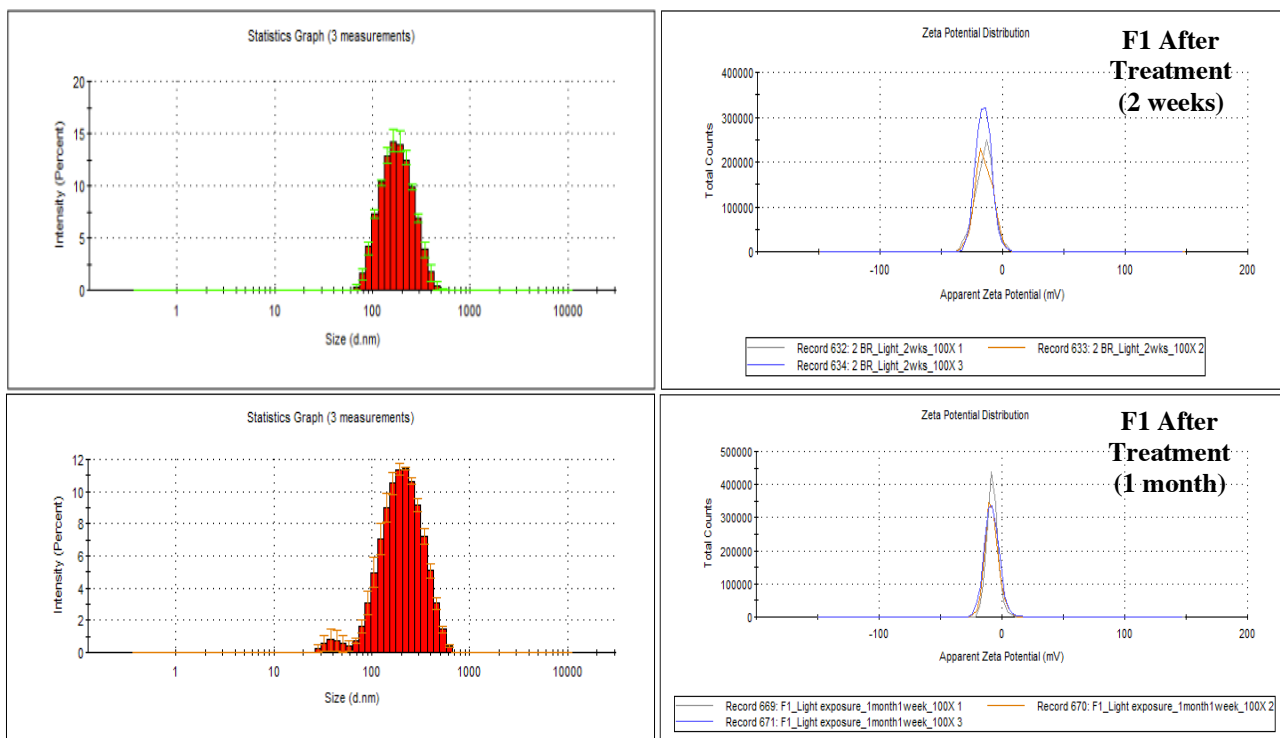 Statistics Graph (3 measurements)
20
15
10
5
0
Intensity (Percent)
1
10
100
1000
10000
Size (d.nm)
Zeta Potential Distribution
F1 After
Treatment
(2 weeks)
400000
300000
200000
100000
0
Total Counts
-100
0
100
200
Apparent Zeta Potential (mV)
Record 632: 2 BR_Light_2wks_100X 1
Record 633: 2 BR_Light_2wks_100X 2
Record 634: 2 BR_Light_2wks_100X 3
Statistics Graph (3 measurements)
12
10
8
6
4
2
0
Intensity (Percent)
1
10
100
1000
10000
Size (d.nm)
Zeta Potential Distribution
F1 After
Treatment
(1 month)
500000
400000
300000
200000
100000
0
Total Counts
-100
0
100
200
Apparent Zeta Potential (mV)
Record 669: F1_Light exposure_1month1week_100X 1
Record 670: F1_Light exposure_1month1week_100X 2
Record 671: F1_Light exposure_1month1week_100X 3